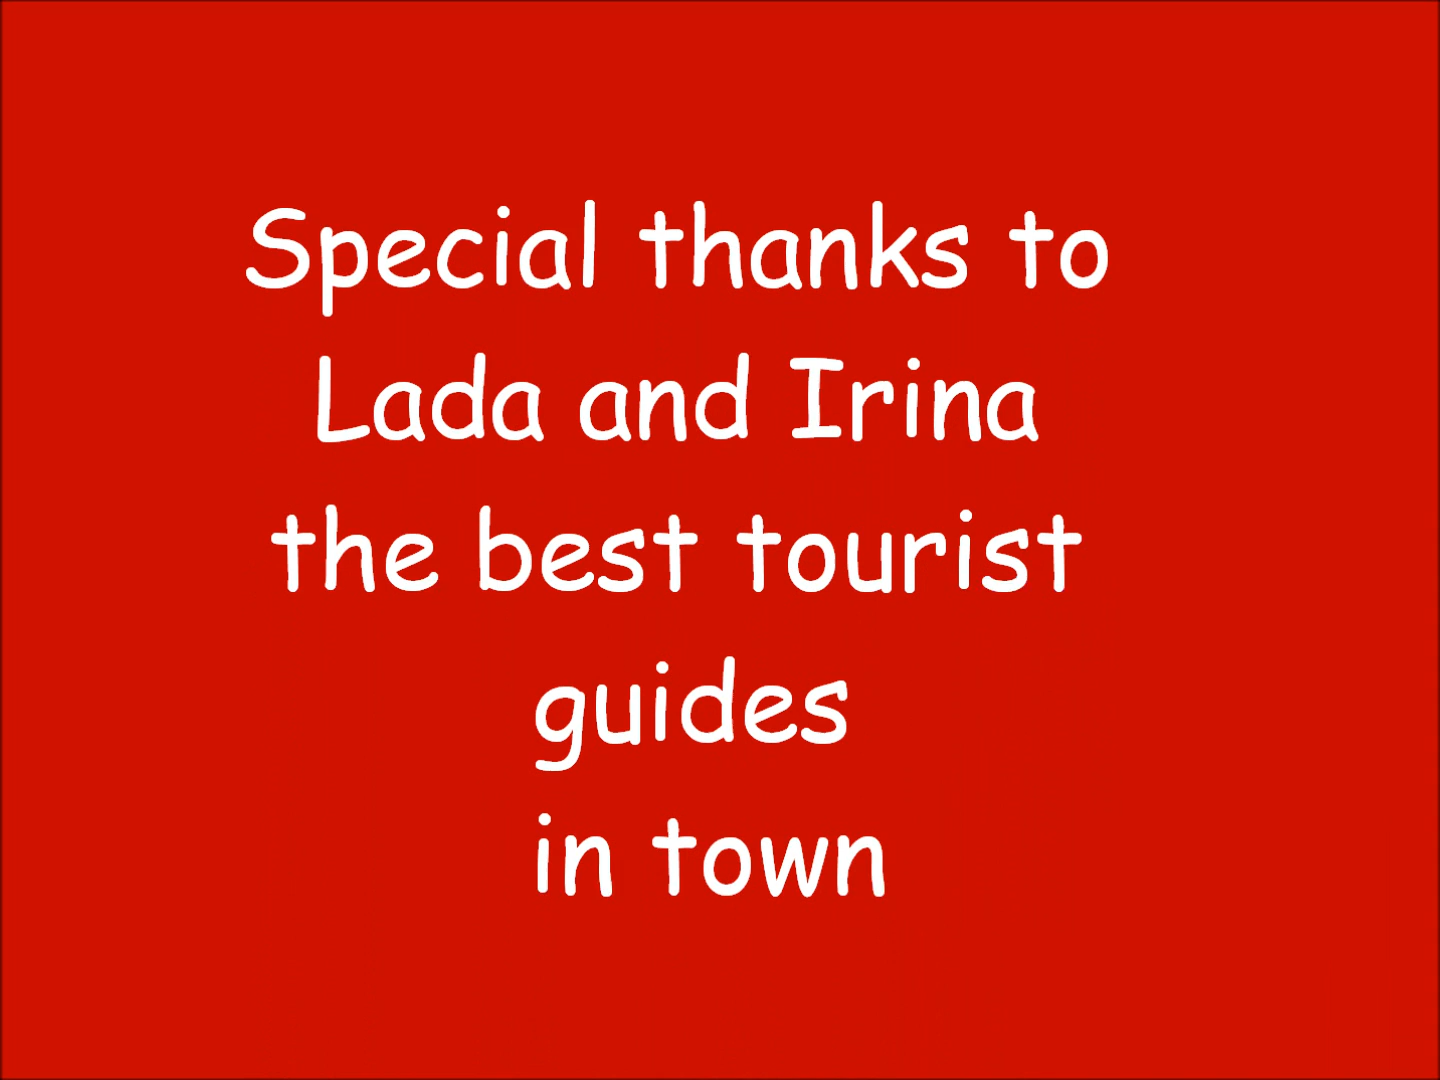 Special thanks to
Lada and Irina
the best tourist
guides
in town